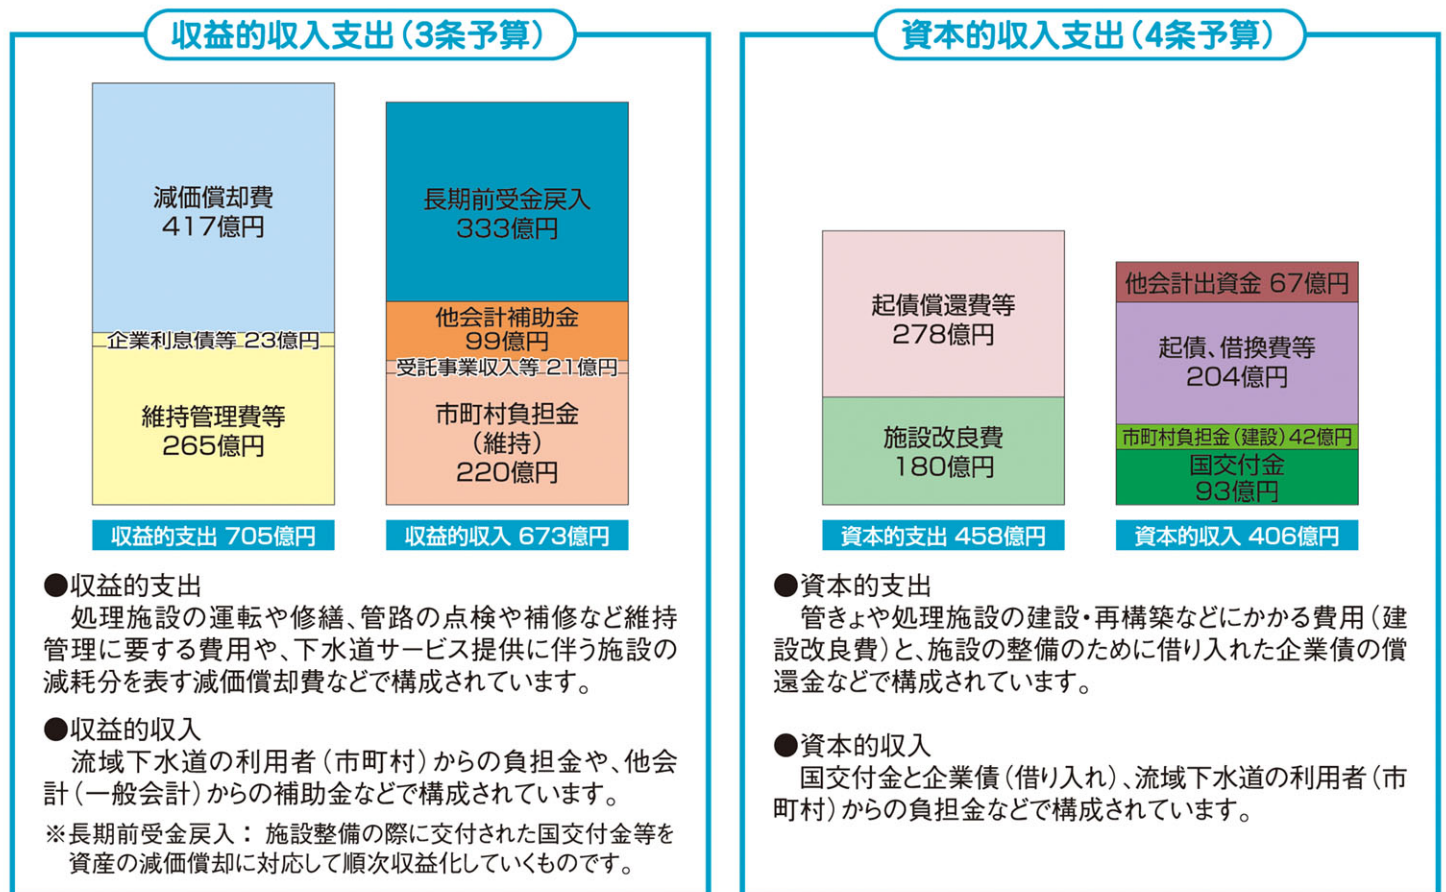 収益的収入支出（3条予算）
減価償却費
417億円
企業利息債等 23億円
維持管理費等
265億円
収益的支出 705億円
長期前受金戻入
333億円
他会計補助金
99億円
受託事業収入等 21億円
市町村負担金
（維持）
220億円
収益的収入 673億円
●収益的支出
処理施設の運転や修繕、管路の点検や補修など維持
管理に要する費用や、下水道サービス提供に伴う施設の
減耗分を表す減価償却費などで構成されています。
●収益的収入
流域下水道の利用者（市町村）からの負担金や、他会
計（一般会計）からの補助金などで構成されています。
※長期前受金戻入：施設整備の際に交付された国交付金等を
資産の減価償却に対応して順次収益化していくものです。
資本的収入支出（4条予算）
起債償還費等
278億円
施設改良費
180億円
資本的支出 458億円
他会計出資金 67億円
起債、借換費等
204億円
市町村負担金（建設）42億円
国交付金
93億円
資本的収入 406億円
●資本的支出
管きょや処理施設の建設・再構築などにかかる費用（建
設改良費）と、施設の整備のために借り入れた企業債の償
還金などで構成されています。
●資本的収入
国交付金と企業債（借り入れ）、流域下水道の利用者（市
町村）からの負担金などで構成されています。